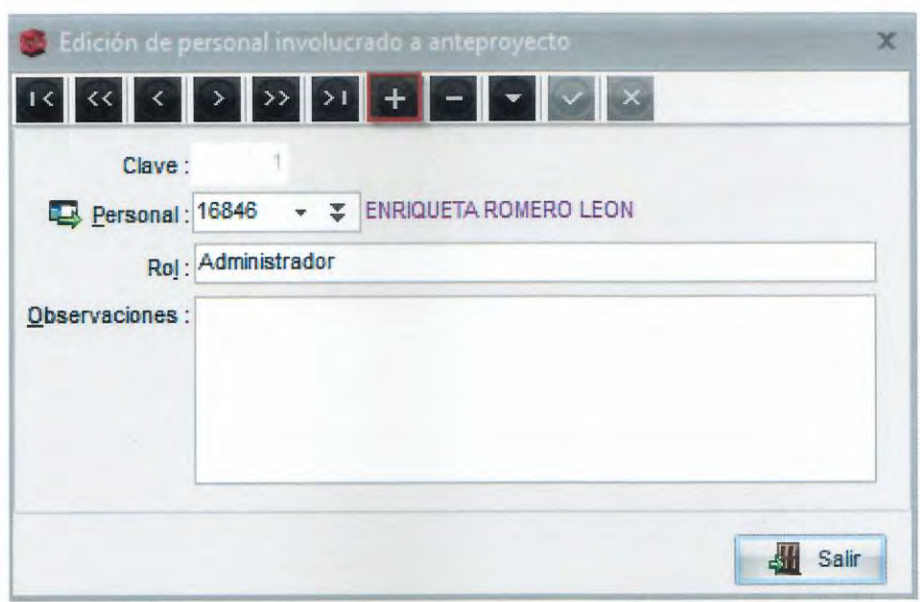 Edición de personal involucrado a anteproyecto
Clave : 1
Personal : 16846 ENRIQUETA ROMERO LEON
Rol : Administrador
Observaciones :
Salir